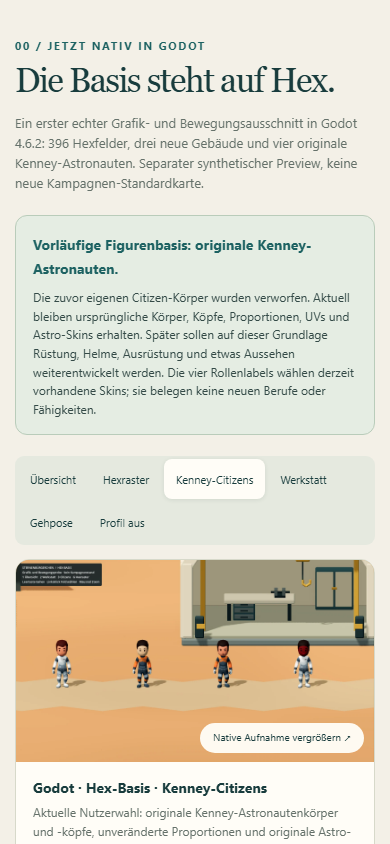 00 / JETZT NATIV IN GODOT
Die Basis steht auf Hex.
Ein erster echter Grafik- und Bewegungsausschnitt in Godot
4.6.2: 396 Hexfelder, drei neue Gebäude und vier originale
Kenney-Astronauten. Separater synthetischer Preview, keine
neue Kampagnen-Standardkarte.
Vorläufige Figurenbasis: originale Kenney-
Astronauten.
Die zuvor eigenen Citizen-Körper wurden verworfen. Aktuell
bleiben ursprüngliche Körper, Köpfe, Proportionen, UVs und
Astro-Skins erhalten. Später sollen auf dieser Grundlage
Rüstung, Helme, Ausrüstung und etwas Aussehen
weiterentwickelt werden. Die vier Rollenlabels wählen derzeit
vorhandene Skins; sie belegen keine neuen Berufe oder
Fähigkeiten.
Übersicht
Hexraster
Kenney-Citizens
Werkstatt
Gehpose
Profil aus
Native Aufnahme vergrößern ↗
Godot · Hex-Basis · Kenney-Citizens
Aktuelle Nutzerwahl: originale Kenney-Astronautenkörper
und -köpfe, unveränderte Proportionen und originale Astro-